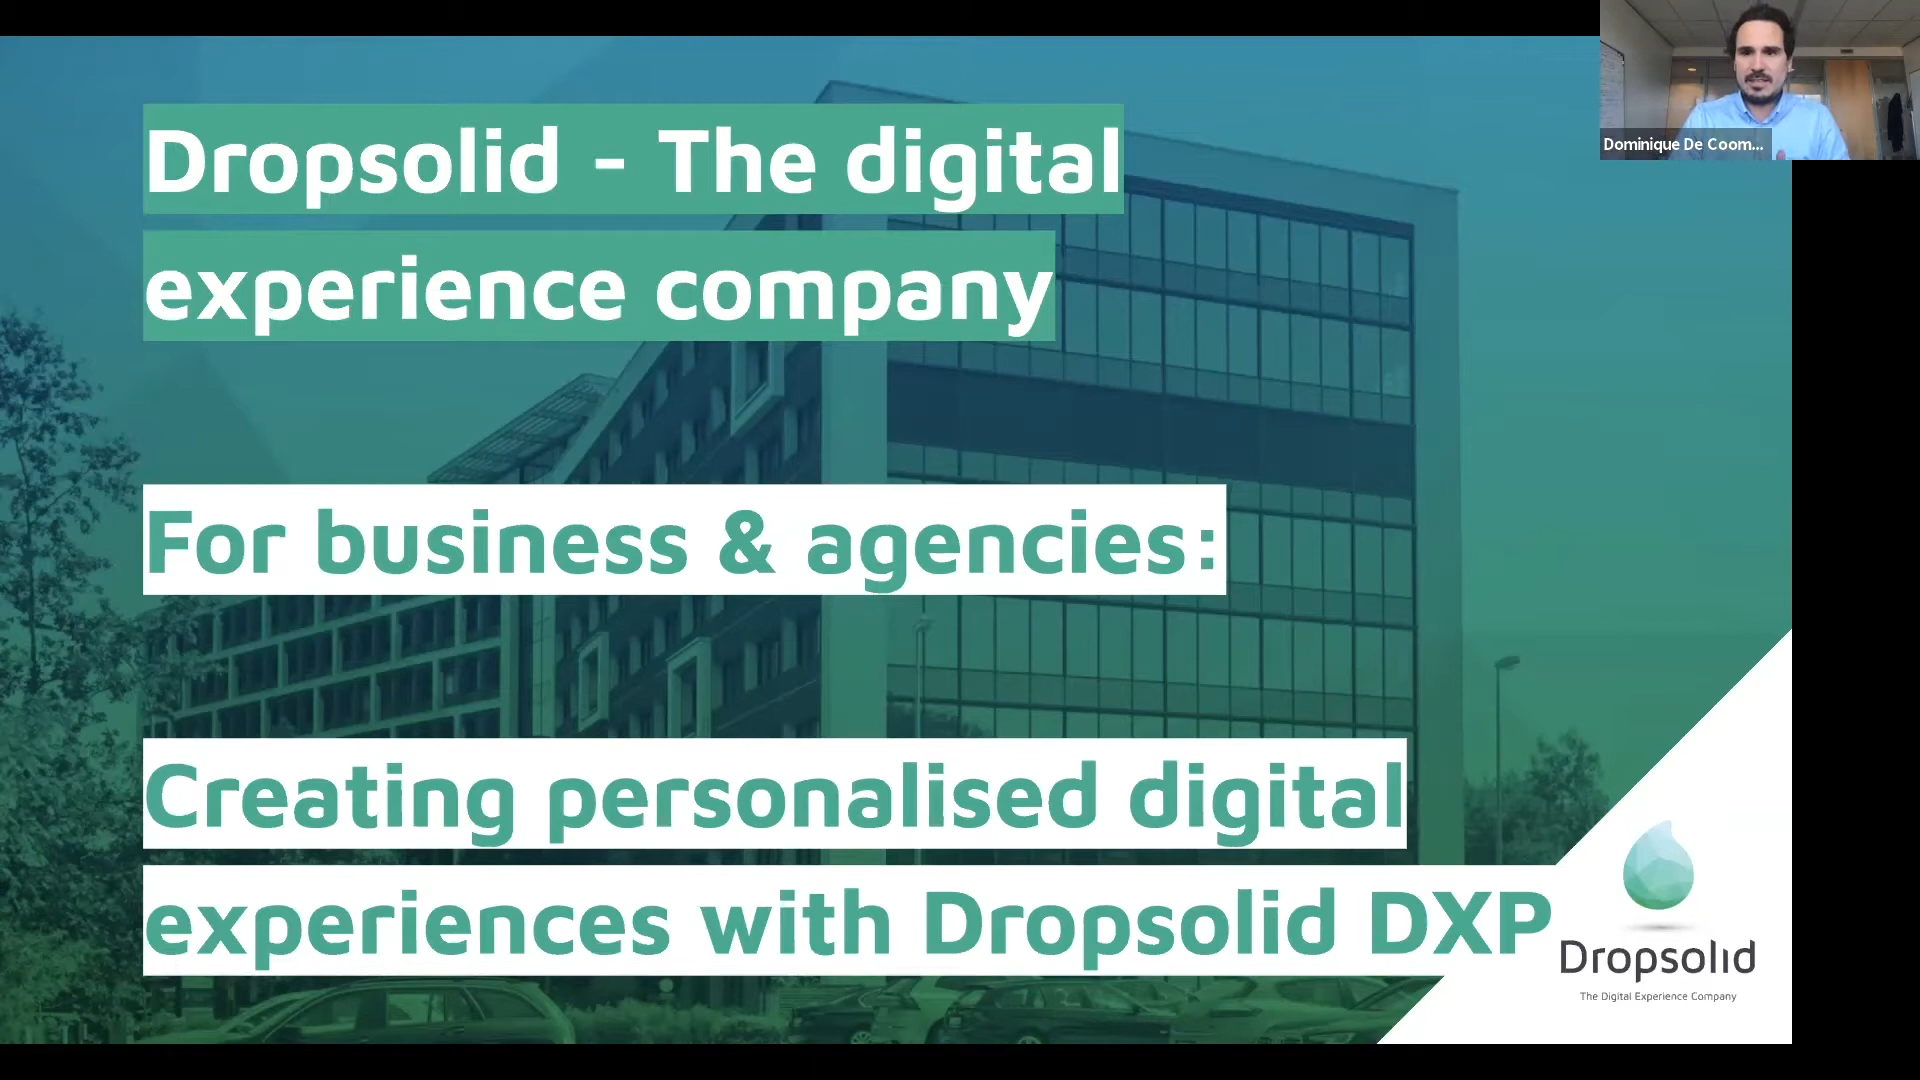 Dropsolid - The digital
experience company
For business & agencies:
Creating personalised digital
experiences with Dropsolid DXP
Dropsolid
The Digital Experience Company
Dominique De Coom...